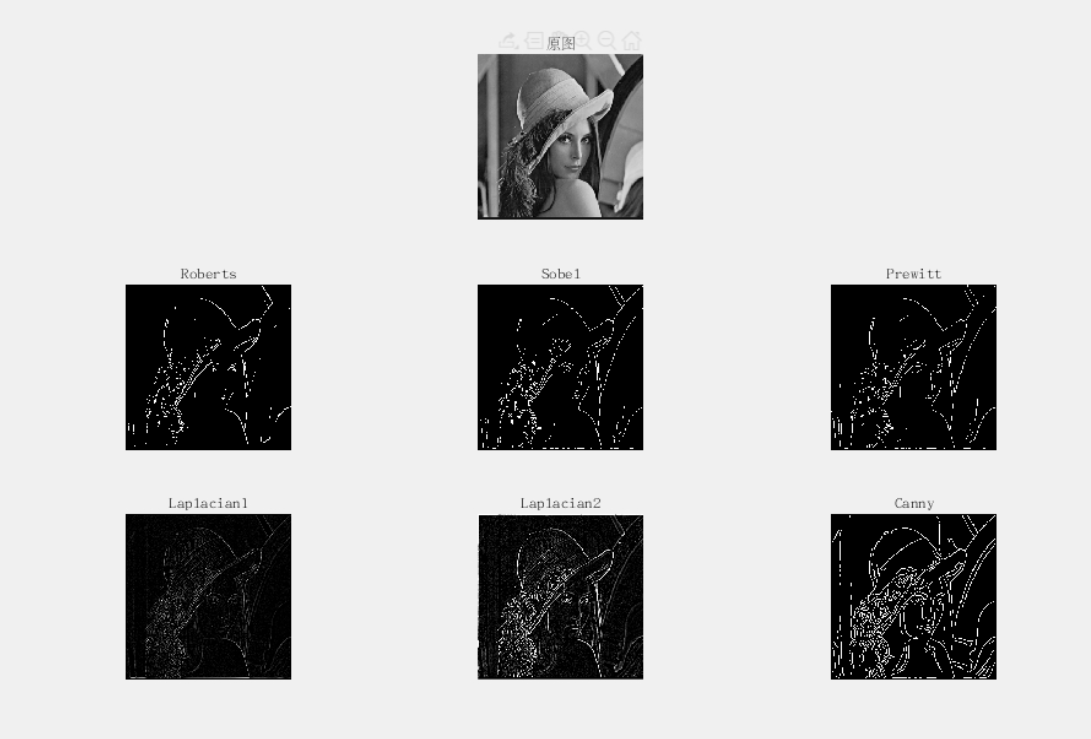 原图
Roberts
Sobel
Prewitt
Laplacian1
Laplacian2
Canny